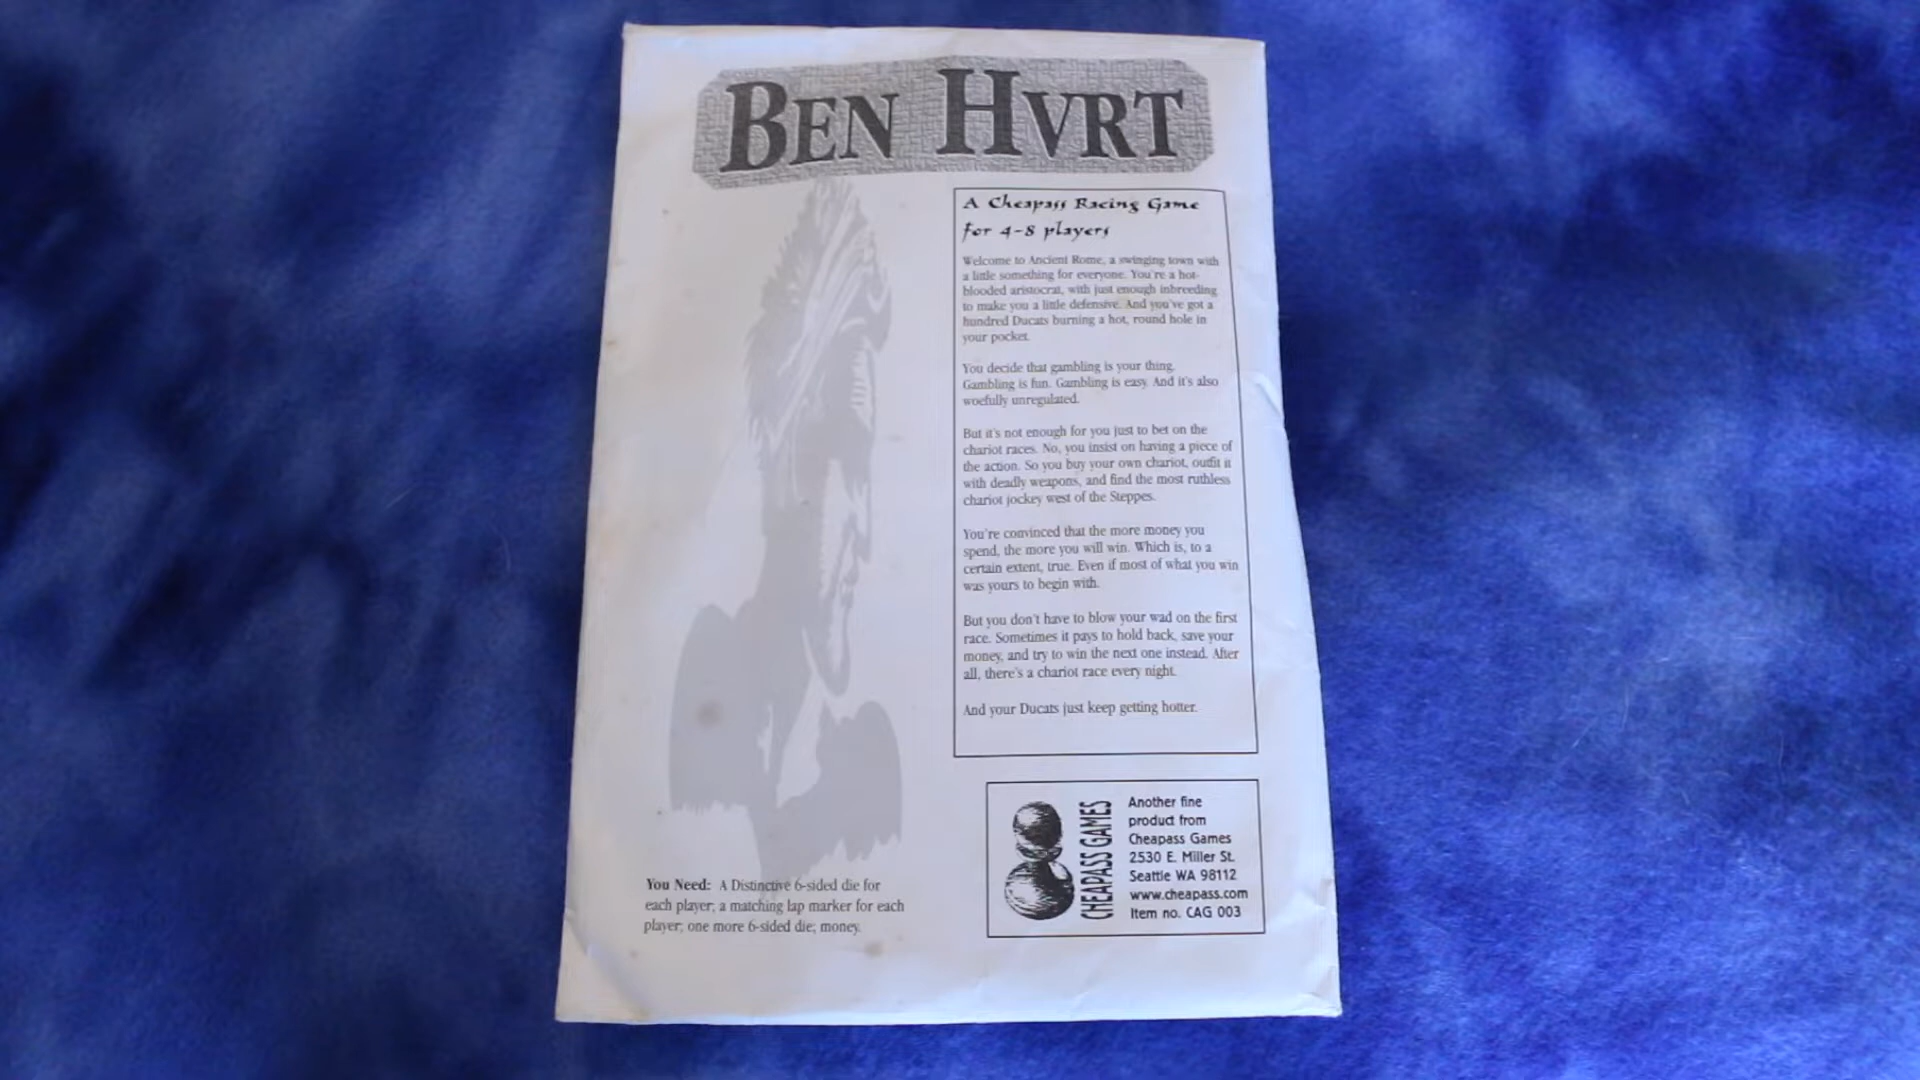 BEN HVRT
A Cheapass Racing Game
for 4-8 players
Welcome to Ancient Rome, a swinging town with
a little something for everyone. You're a hot-
blooded aristocrat, with just enough inbreeding
to make you a little defensive. And you've got a
hundred Ducats burning a hot, round hole in
your pocket.
You decide that gambling is your thing.
Gambling is fun. Gambling is easy. And it's also
woefully unregulated.
But it's not enough for you just to bet on the
chariot races. No, you insist on having a piece of
the action. So you buy your own chariot, outfit it
with deadly weapons, and find the most ruthless
chariot jockey west of the Steppes.
You're convinced that the more money you
spend, the more you will win. Which is, to a
certain extent, true. Even if most of what you win
was yours to begin with.
But you don't have to blow your wad on the first
race. Sometimes it pays to hold back, save your
money, and try to win the next one instead. After
all, there's a chariot race every night.
And your Ducats just keep getting hotter.
You Need: A Distinctive 6-sided die for
each player; a matching lap marker for each
player; one more 6-sided die; money.
CHEAPASS GAMES
Another fine
product from
Cheapass Games
2530 E. Miller St.
Seattle WA 98112
www.cheapass.com
Item no. CAG 003